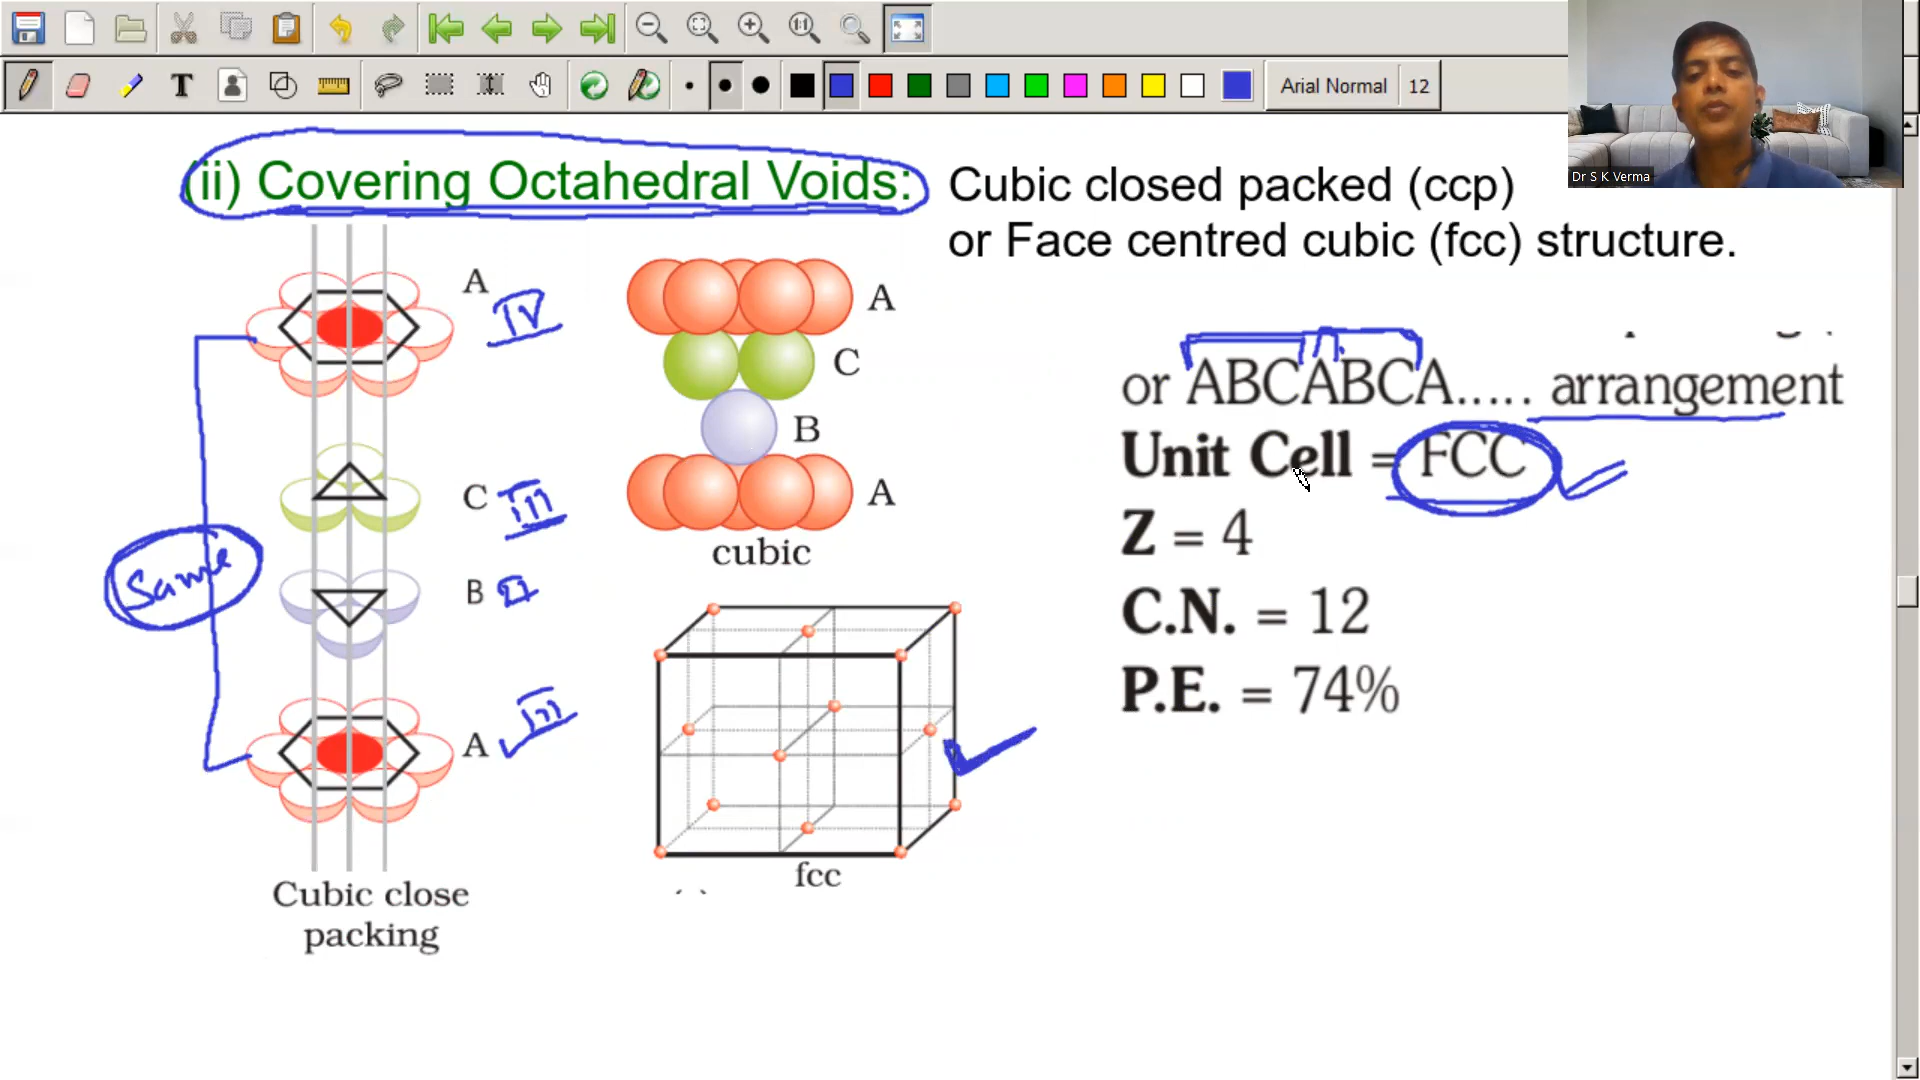 Arial Normal 12
Dr S K Verma
(ii) Covering Octahedral Voids:
Cubic closed packed (ccp)
or Face centred cubic (fcc) structure.
A
IV
C
III
B
II
A
Same
Cubic close
packing
A
C
B
A
cubic
fcc
or ABCABCA..... arrangement
Unit Cell = FCC
Z = 4
C.N. = 12
P.E. = 74%